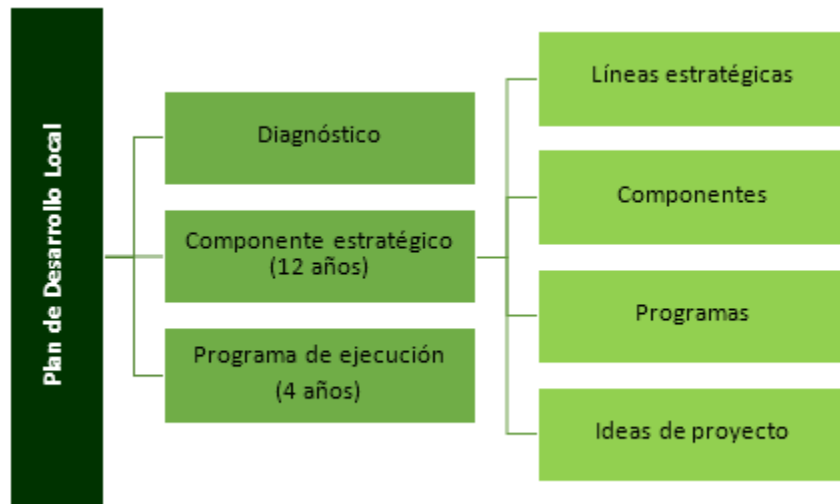 Plan de Desarrollo Local
Diagnóstico
Componente estratégico
(12 años)
Programa de ejecución
(4 años)
Líneas estratégicas
Componentes
Programas
Ideas de proyecto